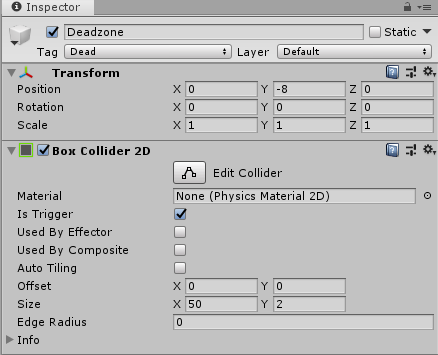 Inspector
Deadzone Static
Tag Dead Layer Default
Transform
Position X 0 Y -8 Z 0
Rotation X 0 Y 0 Z 0
Scale X 1 Y 1 Z 1
Box Collider 2D
Edit Collider
Material None (Physics Material 2D)
Is Trigger
Used By Effector
Used By Composite
Auto Tiling
Offset X 0 Y 0
Size X 50 Y 2
Edge Radius 0
Info